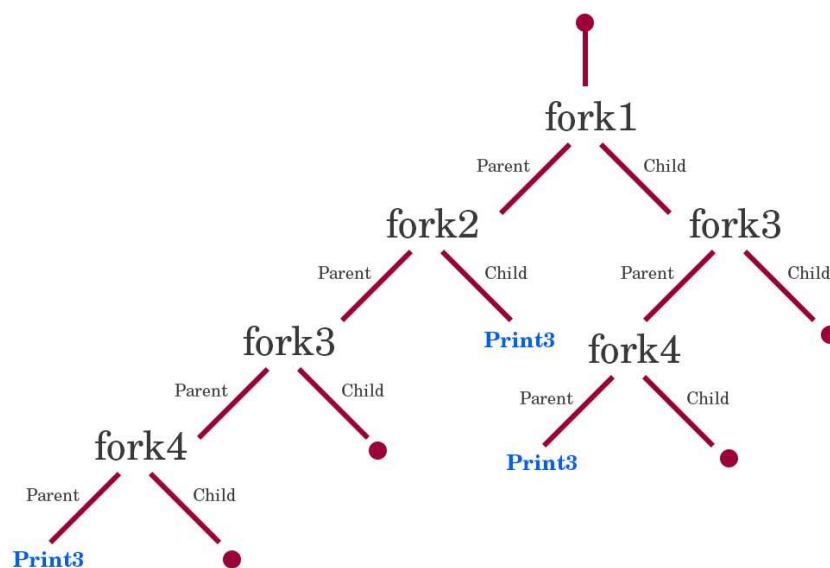 fork1
Parent Child
fork2 fork3
Parent Child Parent Child
fork3 Print3 fork4
Parent Child Parent Child
fork4 Print3
Parent Child
Print3